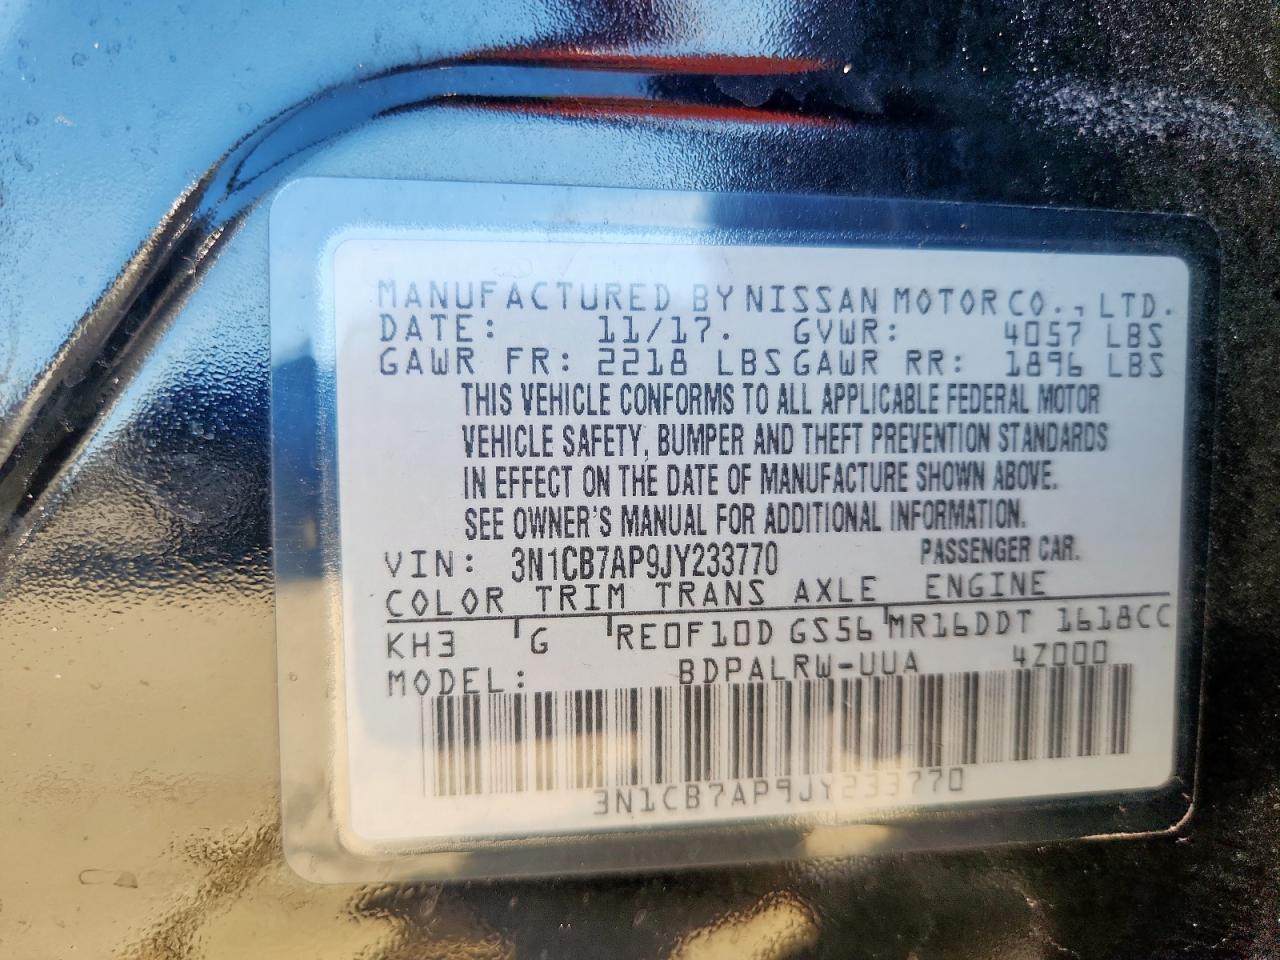 MANUFACTURED BY NISSAN MOTOR CO., LTD.
DATE: 11/17. GVWR: 4057 LBS
GAWR FR: 2218 LBS GAWR RR: 1896 LBS
THIS VEHICLE CONFORMS TO ALL APPLICABLE FEDERAL MOTOR
VEHICLE SAFETY, BUMPER AND THEFT PREVENTION STANDARDS
IN EFFECT ON THE DATE OF MANUFACTURE SHOWN ABOVE.
SEE OWNER'S MANUAL FOR ADDITIONAL INFORMATION.
VIN: 3N1CB7AP9JY233770 PASSENGER CAR.
COLOR TRIM TRANS AXLE ENGINE
KH3 G RE0F10D GS56 MR16DDT 1618CC
MODEL: BDPALRW-UUA 4Z000
3N1CB7AP9JY233770